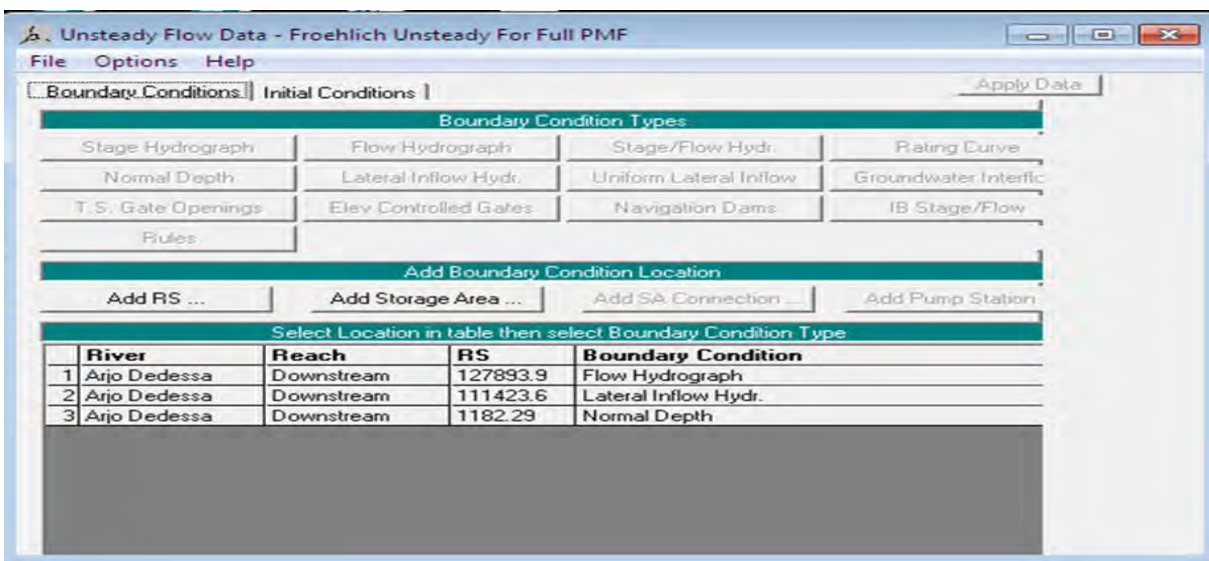 Unsteady Flow Data - Froehlich Unsteady For Full PMF
File Options Help
Boundary Conditions Initial Conditions Apply Data
Boundary Condition Types
Stage Hydrograph Flow Hydrograph Stage/Flow Hydr. Rating Curve
Normal Depth Lateral Inflow Hydr. Uniform Lateral Inflow Groundwater Interflo
T.S. Gate Openings Elev Controlled Gates Navigation Dams IB Stage/Flow
Rules
Add Boundary Condition Location
Add RS ... Add Storage Area ... Add SA Connection ... Add Pump Station
Select Location in table then select Boundary Condition Type
River Reach RS Boundary Condition
1 Arjo Dedessa Downstream 127893.9 Flow Hydrograph
2 Arjo Dedessa Downstream 111423.6 Lateral Inflow Hydr.
3 Arjo Dedessa Downstream 1182.29 Normal Depth